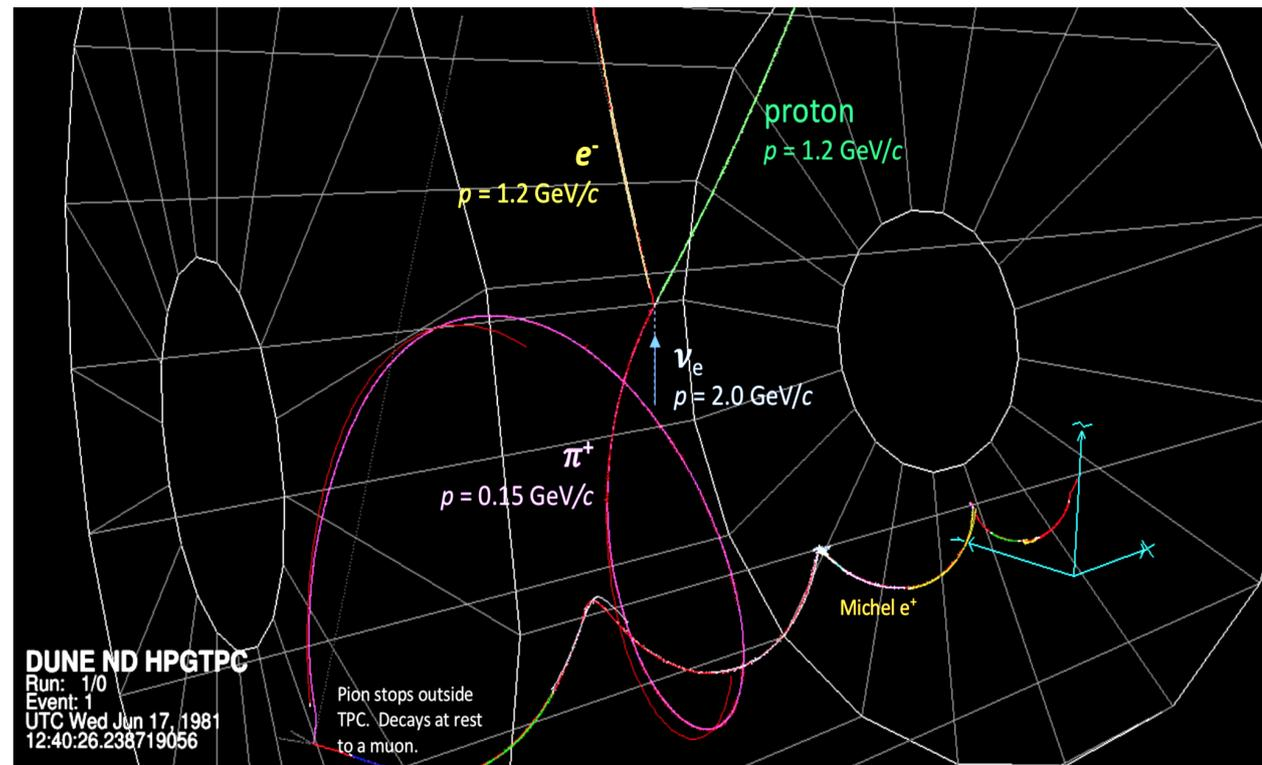 proton
p = 1.2 GeV/c
e-
p = 1.2 GeV/c
νe
p = 2.0 GeV/c
π+
p = 0.15 GeV/c
Y
Z
X
Michel e+
DUNE ND HPGTPC
Run: 1/0
Event: 1
UTC Wed Jun 17, 1981
12:40:26.238719056
Pion stops outside
TPC. Decays at rest
to a muon.